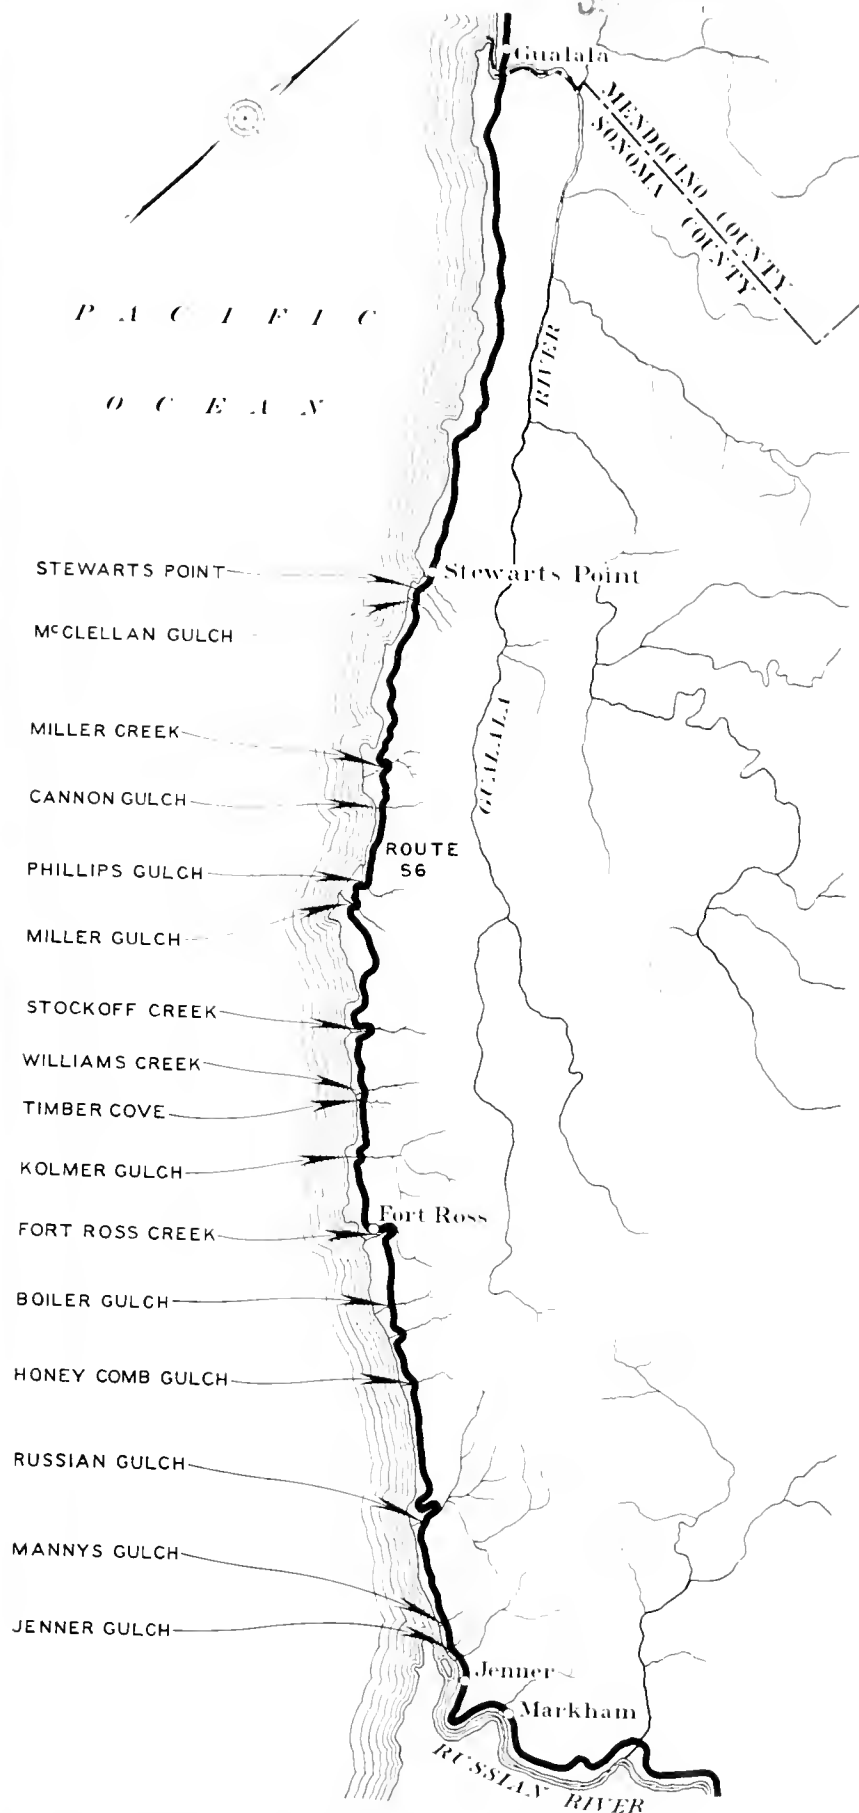 Gualala
MENDOCINO COUNTY
SONOMA COUNTY
PACIFIC
OCEAN
RIVER
STEWARTS POINT
Stewarts Point
McCLELLAN GULCH
GUALALA
MILLER CREEK
CANNON GULCH
ROUTE
56
PHILLIPS GULCH
MILLER GULCH
STOCKOFF CREEK
WILLIAMS CREEK
TIMBER COVE
KOLMER GULCH
Fort Ross
FORT ROSS CREEK
BOILER GULCH
HONEY COMB GULCH
RUSSIAN GULCH
MANNYS GULCH
JENNER GULCH
Jenner
Markham
RUSSIAN RIVER